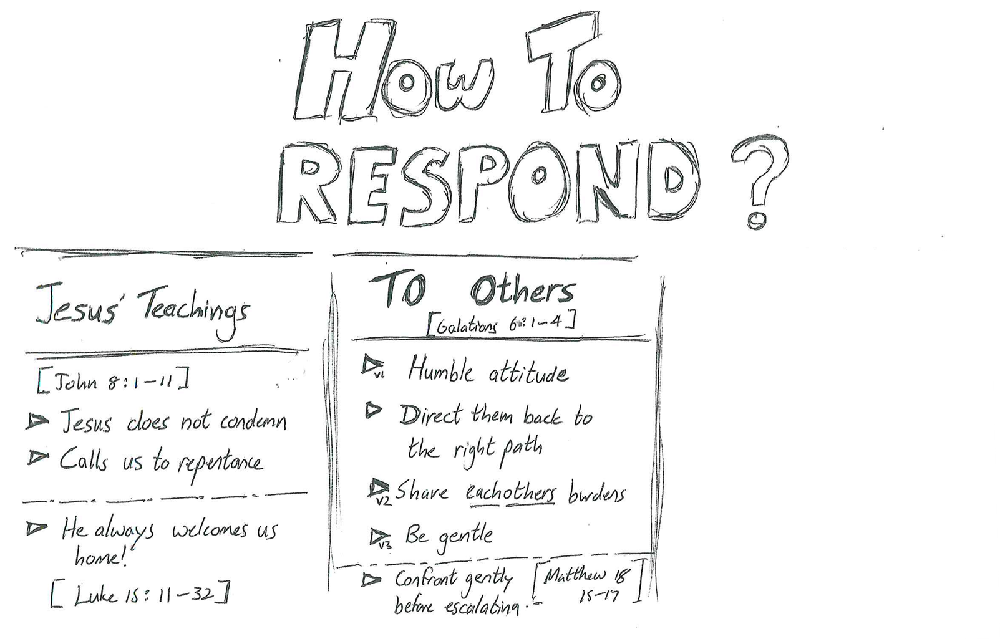 How To
RESPOND?
Jesus' Teachings
[John 8:1-11]
Jesus does not condemn
Calls us to repentance
He always welcomes us
home!
[Luke 15:11-32]
To Others
[Galations 6:1-4]
v1 Humble attitude
Direct them back to
the right path
v2 Share eachothers burdens
v3 Be gentle
Confront gently
before escalating.
[Matthew 18
15-17]